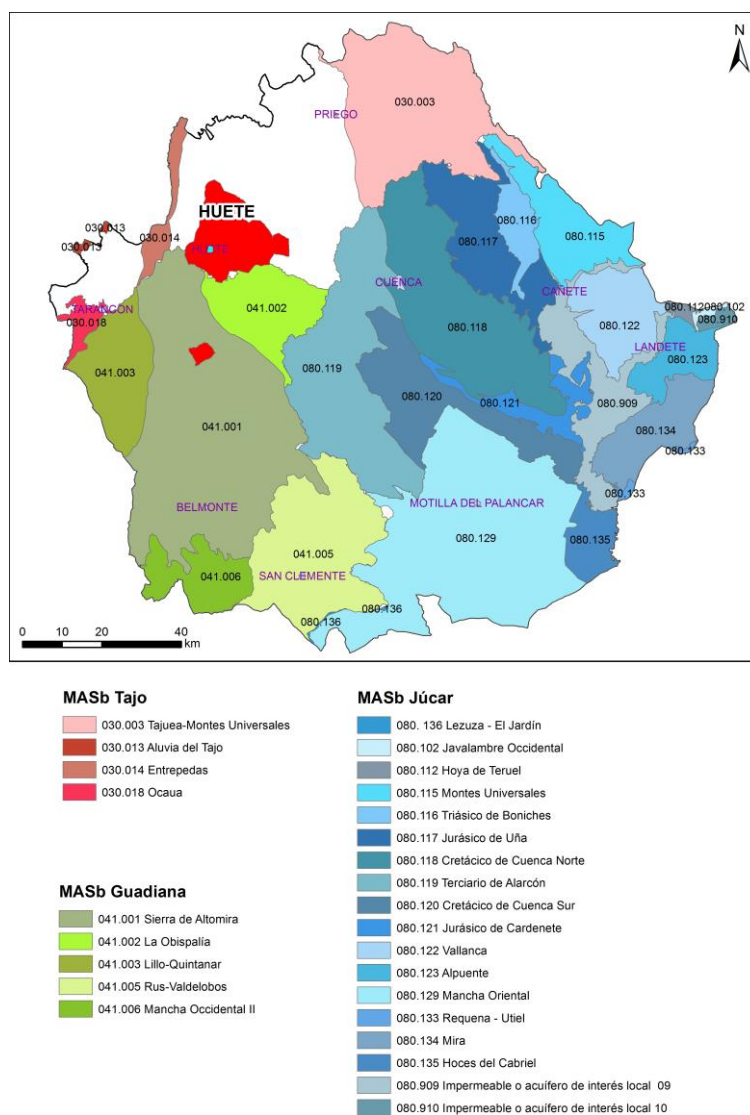 N
PRIEGO
030.003
HUETE
HUETE
030.013
030.013
030.014
080.116
080.117
080.115
CUENCA
CAÑETE
TARANCON
030.018
041.002
080.112
080.102
080.910
080.118
080.122
LANDETE
080.123
041.003
080.119
080.120
080.121
080.909
041.001
080.134
080.133
080.133
BELMONTE
MOTILLA DEL PALANCAR
080.129
080.135
041.005
041.006
SAN CLEMENTE
080.136
080.136
0 10 20 40
km
MASb Tajo
030.003 Tajuea-Montes Universales
030.013 Aluvia del Tajo
030.014 Entrepedas
030.018 Ocaua
MASb Guadiana
041.001 Sierra de Altomira
041.002 La Obispalía
041.003 Lillo-Quintanar
041.005 Rus-Valdelobos
041.006 Mancha Occidental II
MASb Júcar
080. 136 Lezuza - El Jardín
080.102 Javalambre Occidental
080.112 Hoya de Teruel
080.115 Montes Universales
080.116 Triásico de Boniches
080.117 Jurásico de Uña
080.118 Cretácico de Cuenca Norte
080.119 Terciario de Alarcón
080.120 Cretácico de Cuenca Sur
080.121 Jurásico de Cardenete
080.122 Vallanca
080.123 Alpuente
080.129 Mancha Oriental
080.133 Requena - Utiel
080.134 Mira
080.135 Hoces del Cabriel
080.909 Impermeable o acuífero de interés local 09
080.910 Impermeable o acuífero de interés local 10